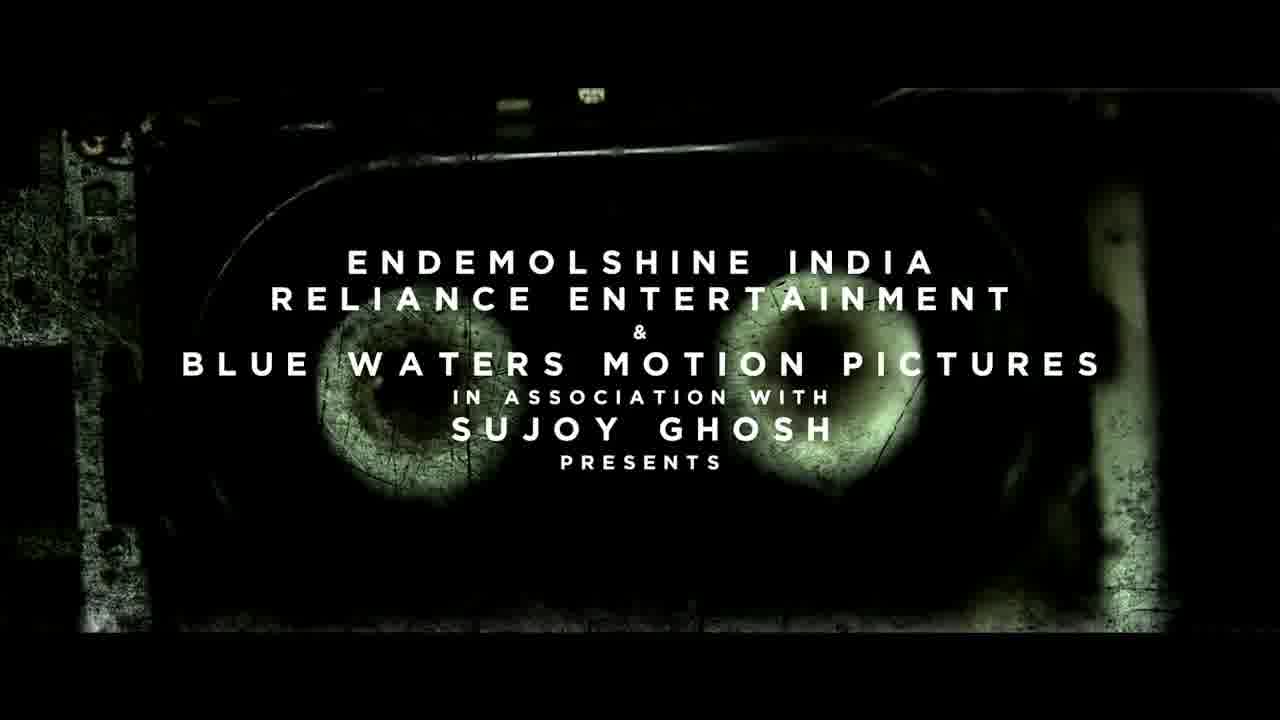 ENDEMOLSHINE INDIA
RELIANCE ENTERTAINMENT
&
BLUE WATERS MOTION PICTURES
IN ASSOCIATION WITH
SUJOY GHOSH
PRESENTS